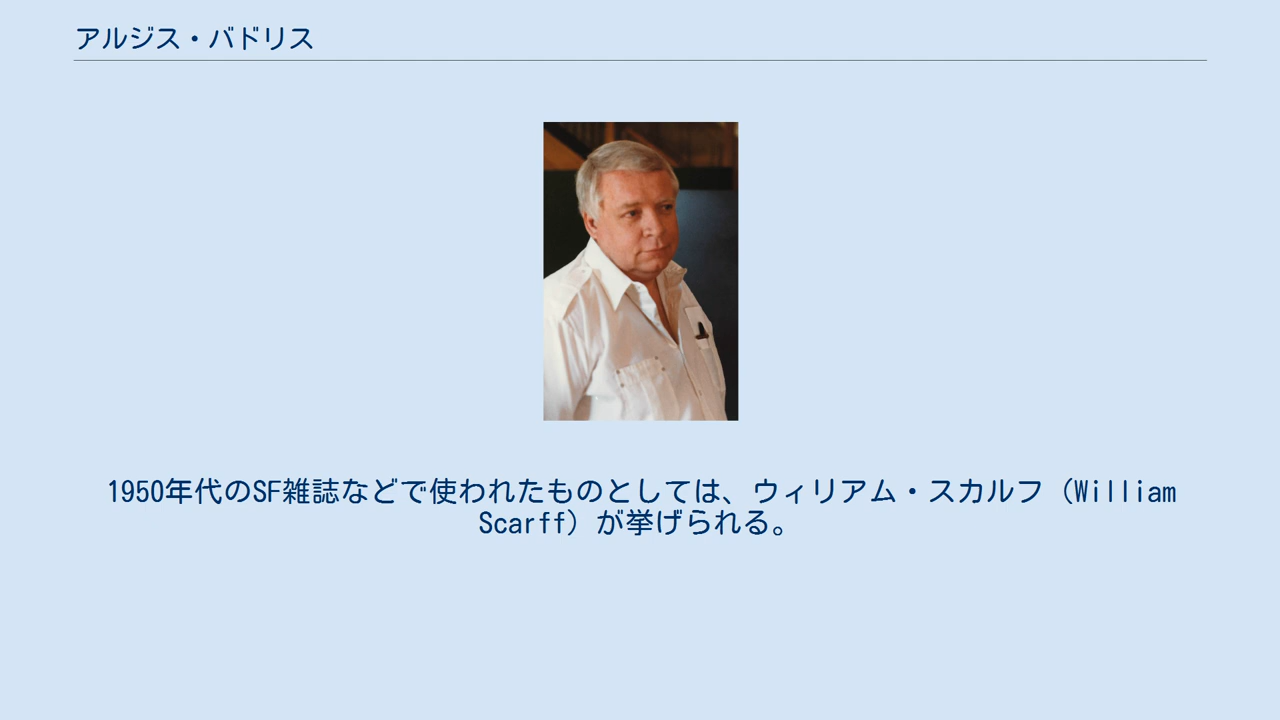 アルジス・バドリス
1950年代のSF雑誌などで使われたものとしては、ウィリアム・スカルフ（William
Scarff）が挙げられる。